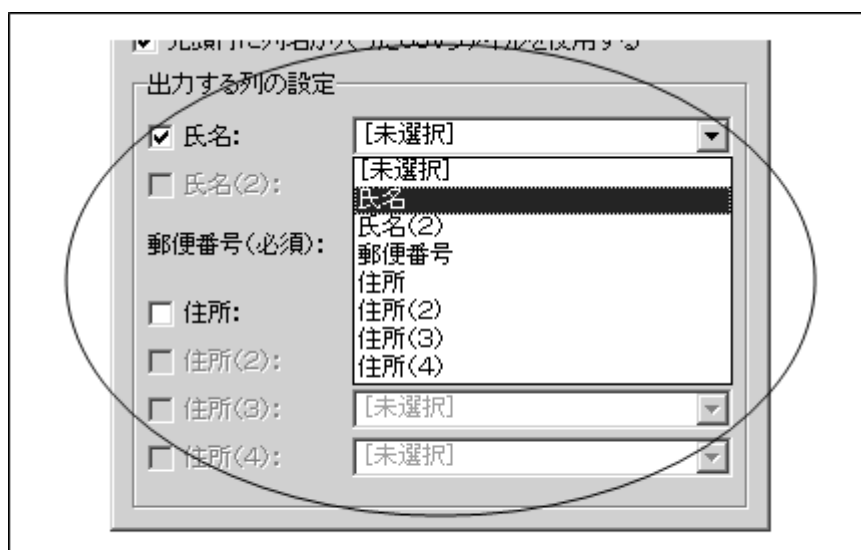 出力する列の設定
氏名: [未選択]
[未選択]
氏名(2): 氏名
氏名(2)
郵便番号(必須): 郵便番号
住所
住所: 住所(2)
住所(3)
住所(2): 住所(4)
住所(3): [未選択]
住所(4): [未選択]